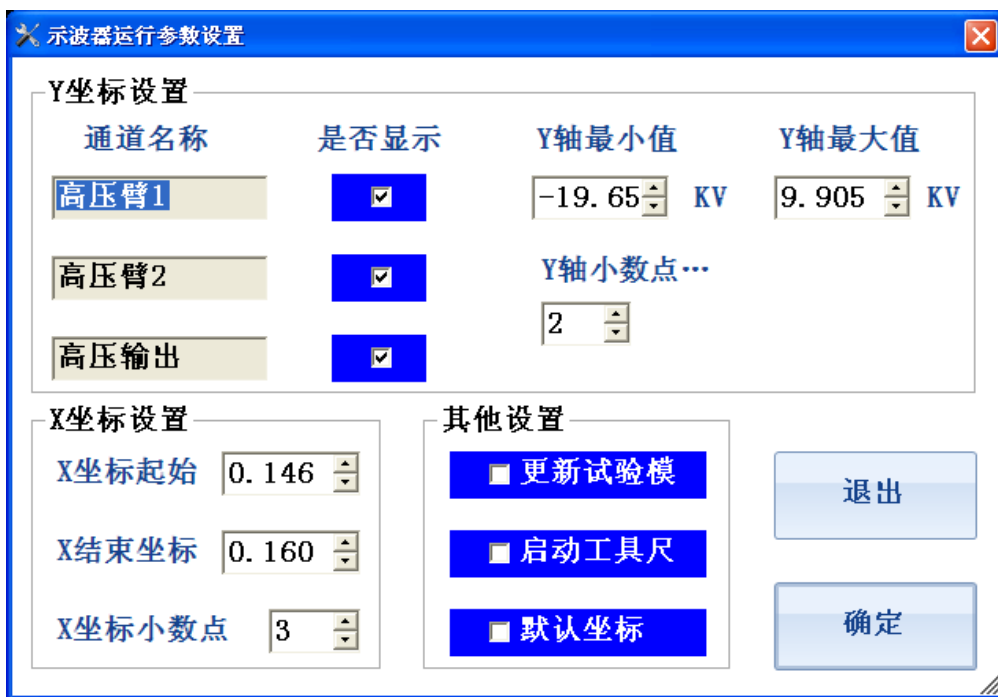 示波器运行参数设置
Y坐标设置
通道名称 是否显示 Y轴最小值 Y轴最大值
高压臂1 -19.65 KV 9.905 KV
高压臂2 Y轴小数点…
2
高压输出
X坐标设置
X坐标起始 0.146
X结束坐标 0.160
X坐标小数点 3
其他设置
更新试验模
启动工具尺
默认坐标
退出
确定